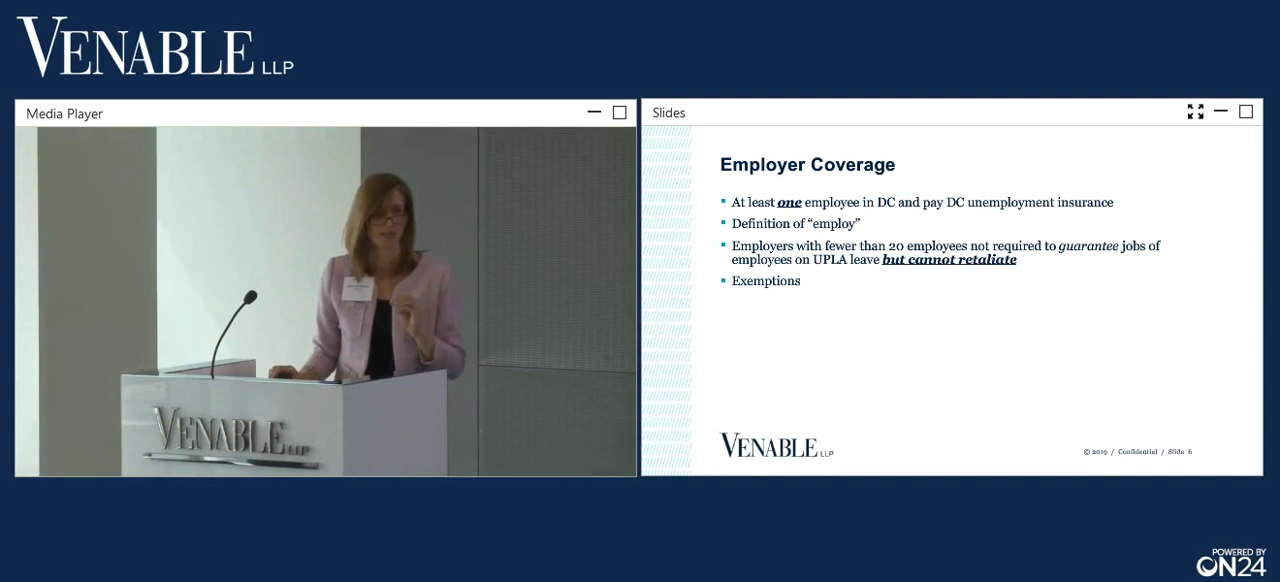 VENABLE LLP
Media Player
Slides
Employer Coverage
At least one employee in DC and pay DC unemployment insurance
Definition of “employ”
Employers with fewer than 20 employees not required to guarantee jobs of
employees on UPLA leave but cannot retaliate
Exemptions
VENABLE LLP
VENABLE LLP
© 2019 / Confidential / Slide 6
POWERED BY
ON24